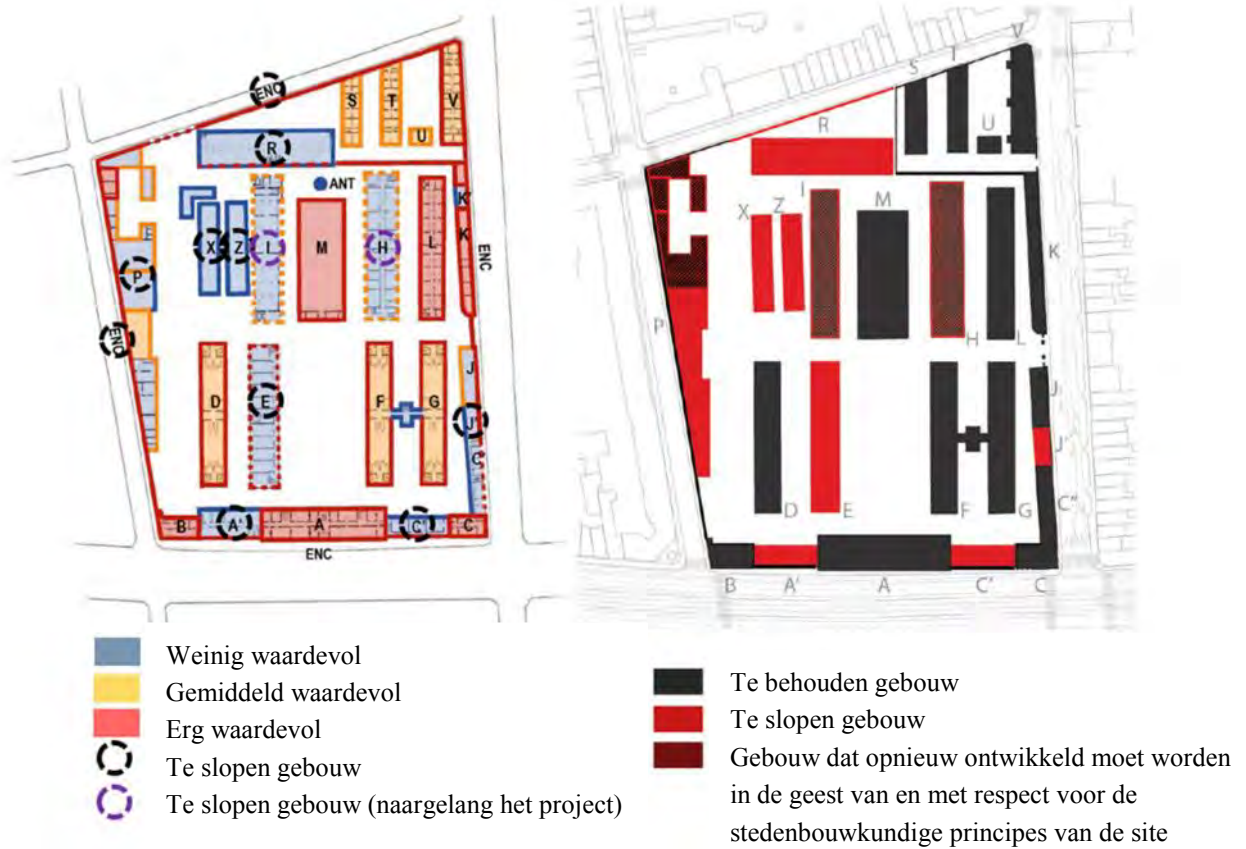 ENC
R
S
T
U
V
ANT
K'
K
X
Z
I
M
H
L
ENC
P
ENC
D
E
F
G
J
J'
C"
B
A'
A
C'
C
ENC
Weinig waardevol
Gemiddeld waardevol
Erg waardevol
Te slopen gebouw
Te slopen gebouw (naargelang het project)
V
T
S
R
U
X
Z
I
M
K
P
H
L
J
J'
C"
D
E
F
G
B
A'
A
C'
C
Te behouden gebouw
Te slopen gebouw
Gebouw dat opnieuw ontwikkeld moet worden
in de geest van en met respect voor de
stedenbouwkundige principes van de site